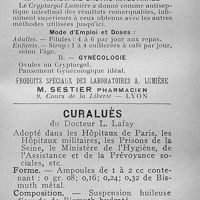 Le Cryptargol Lumière a donné comme antisep-
tique intestinal des résultats remarquables, infini-
ment supérieurs à ceux obtenus avec les autres
méthodes utilisées jusqu'ici.
Mode d'Emploi et Doses :
Adultes. — Pilules : 4 à 6 par jour aux repas.
Enfants. — Sirop : 1 à 4 cuillerées à café par jour,
selon l'âge.
B. — GYNÉCOLOGIE
Ovules au Cryptargol.
Pansement Gynécologique idéal.
PRODUITS SPÉCIAUX DES LABORATOIRES A. LUMIÈRE
M. SESTIER PHARMACIEN
9, Cours de la Liberté — LYON
CURALUÈS
du Docteur L. Lafay
Adopté dans les Hôpitaux de Paris, les
Hôpitaux militaires, les Prisons de la
Seine, le Ministère de l'Hygiène, de
l'Assistance et de la Prévoyance so-
ciales, etc.
Forme. — Ampoules de 1 à 2 cc conte-
nant : 0 gr. 08; 0,16; 0,24; 0,32 de Bis-
muth métal.
Composition. — Suspension huileuse